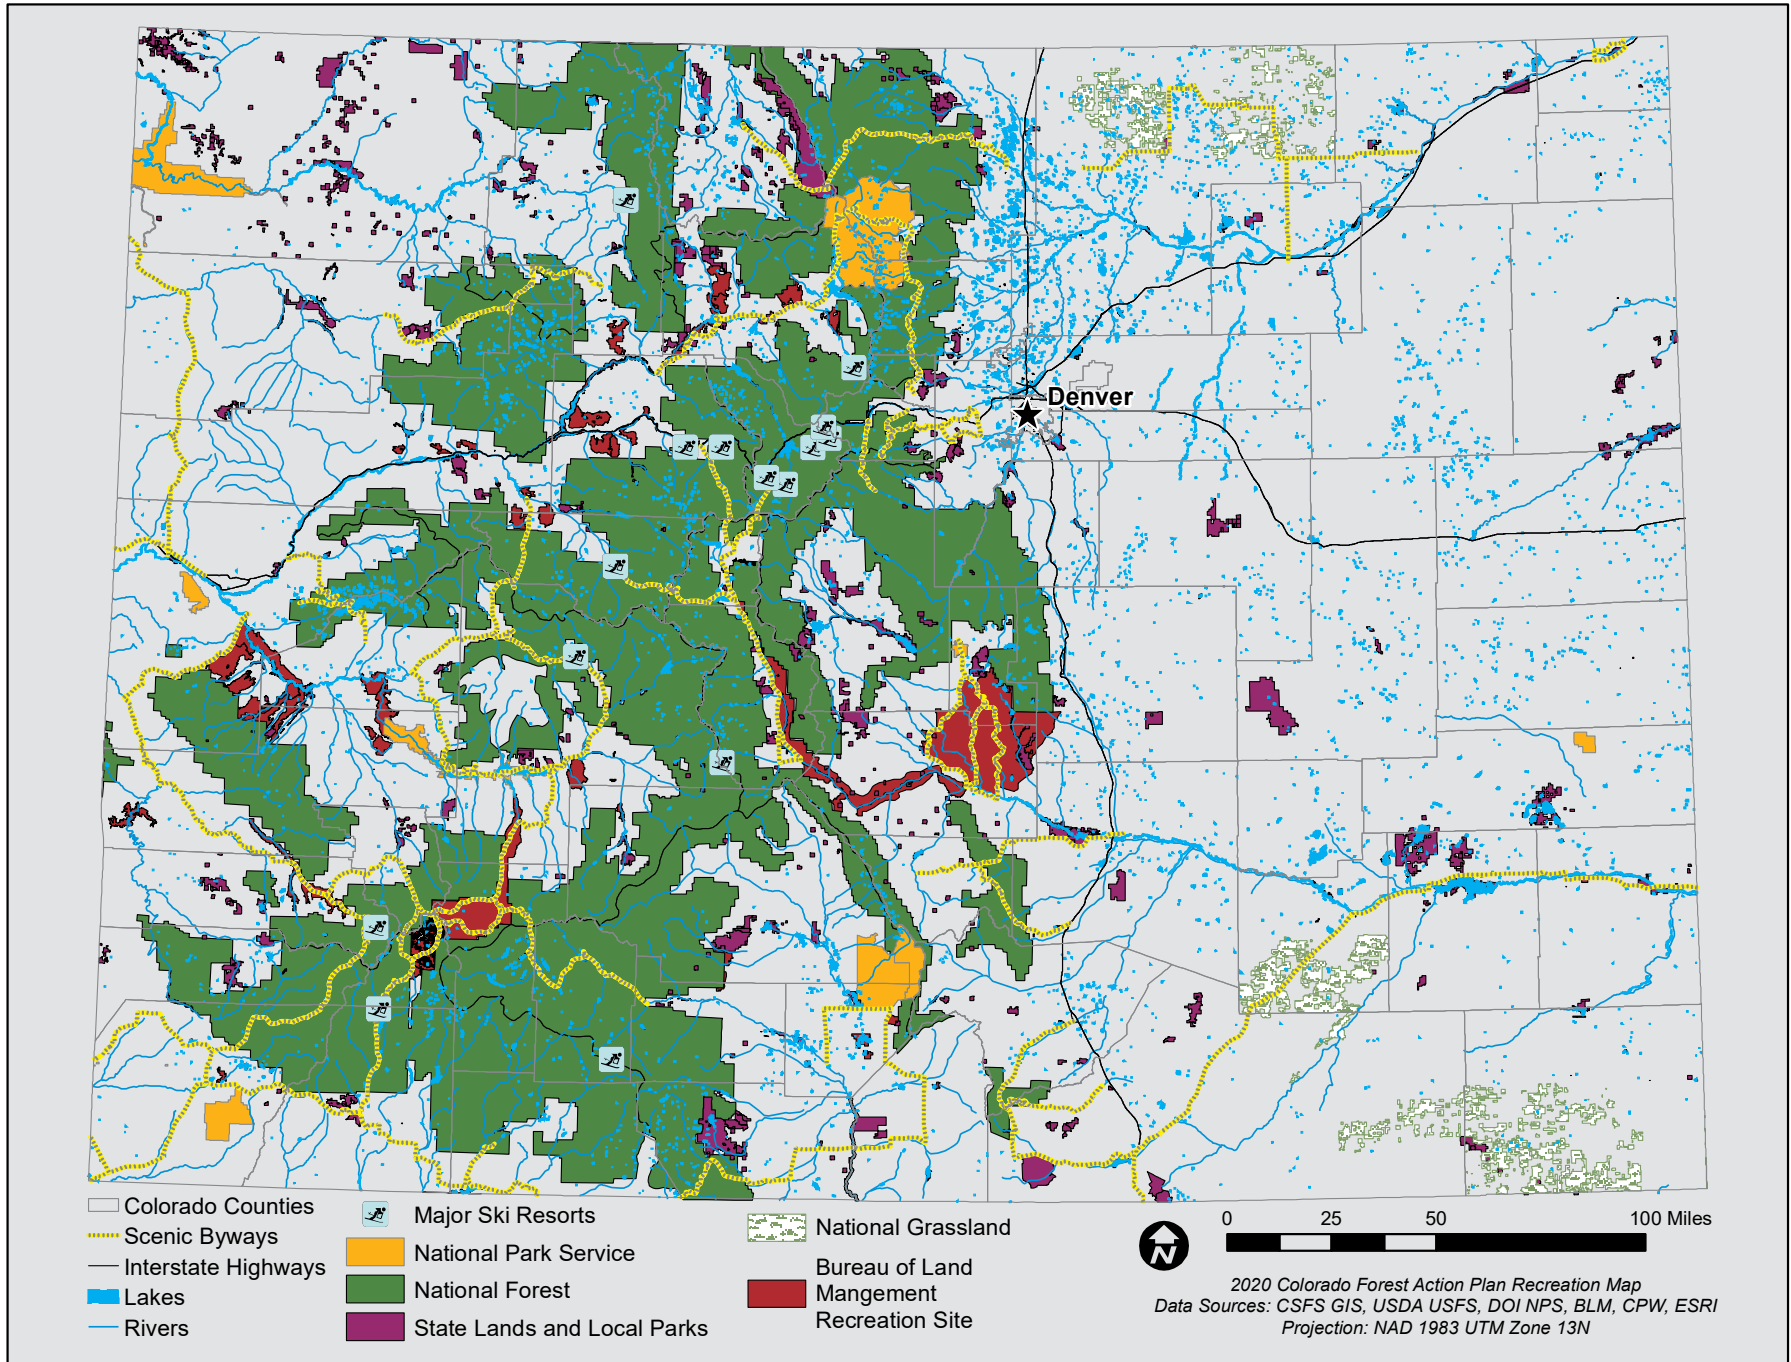 Denver
Colorado Counties
Scenic Byways
Interstate Highways
Lakes
Rivers
Major Ski Resorts
National Park Service
National Forest
State Lands and Local Parks
National Grassland
Bureau of Land
Mangement
Recreation Site
N
0 25 50 100 Miles
2020 Colorado Forest Action Plan Recreation Map
Data Sources: CSFS GIS, USDA USFS, DOI NPS, BLM, CPW, ESRI
Projection: NAD 1983 UTM Zone 13N